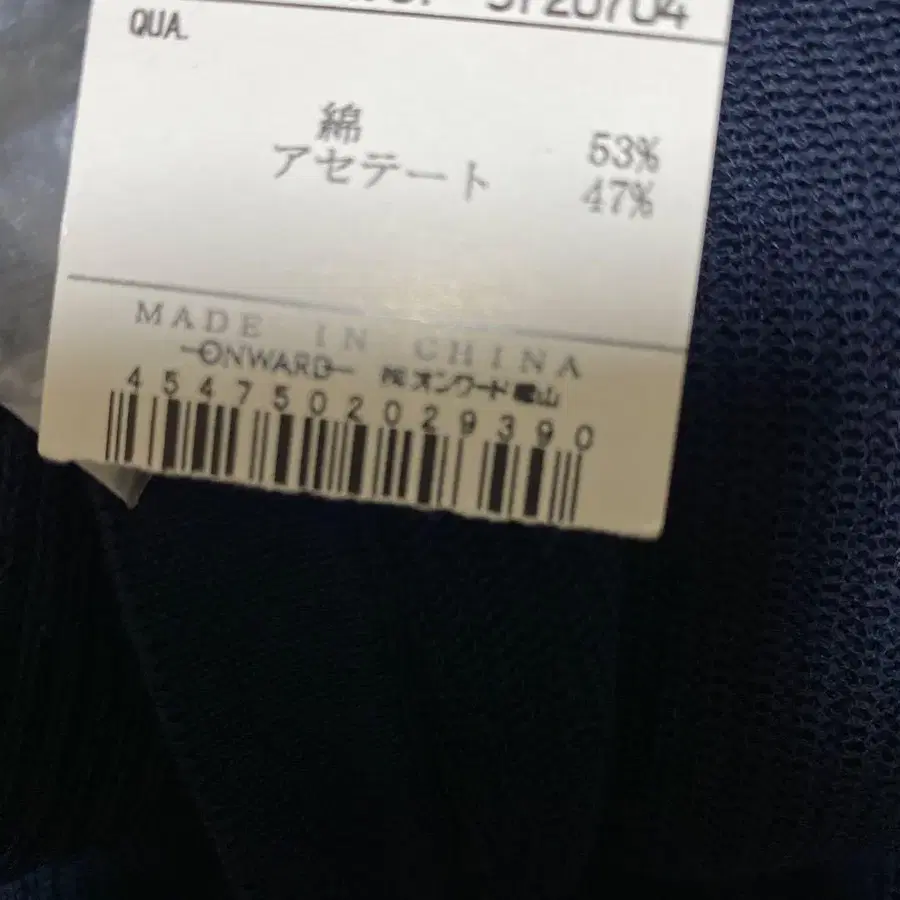 5720704
QUA.
綿 53%
アセテート 47%
MADE IN CHINA
ONWARD ㈱オンワード樫山
4547502029390